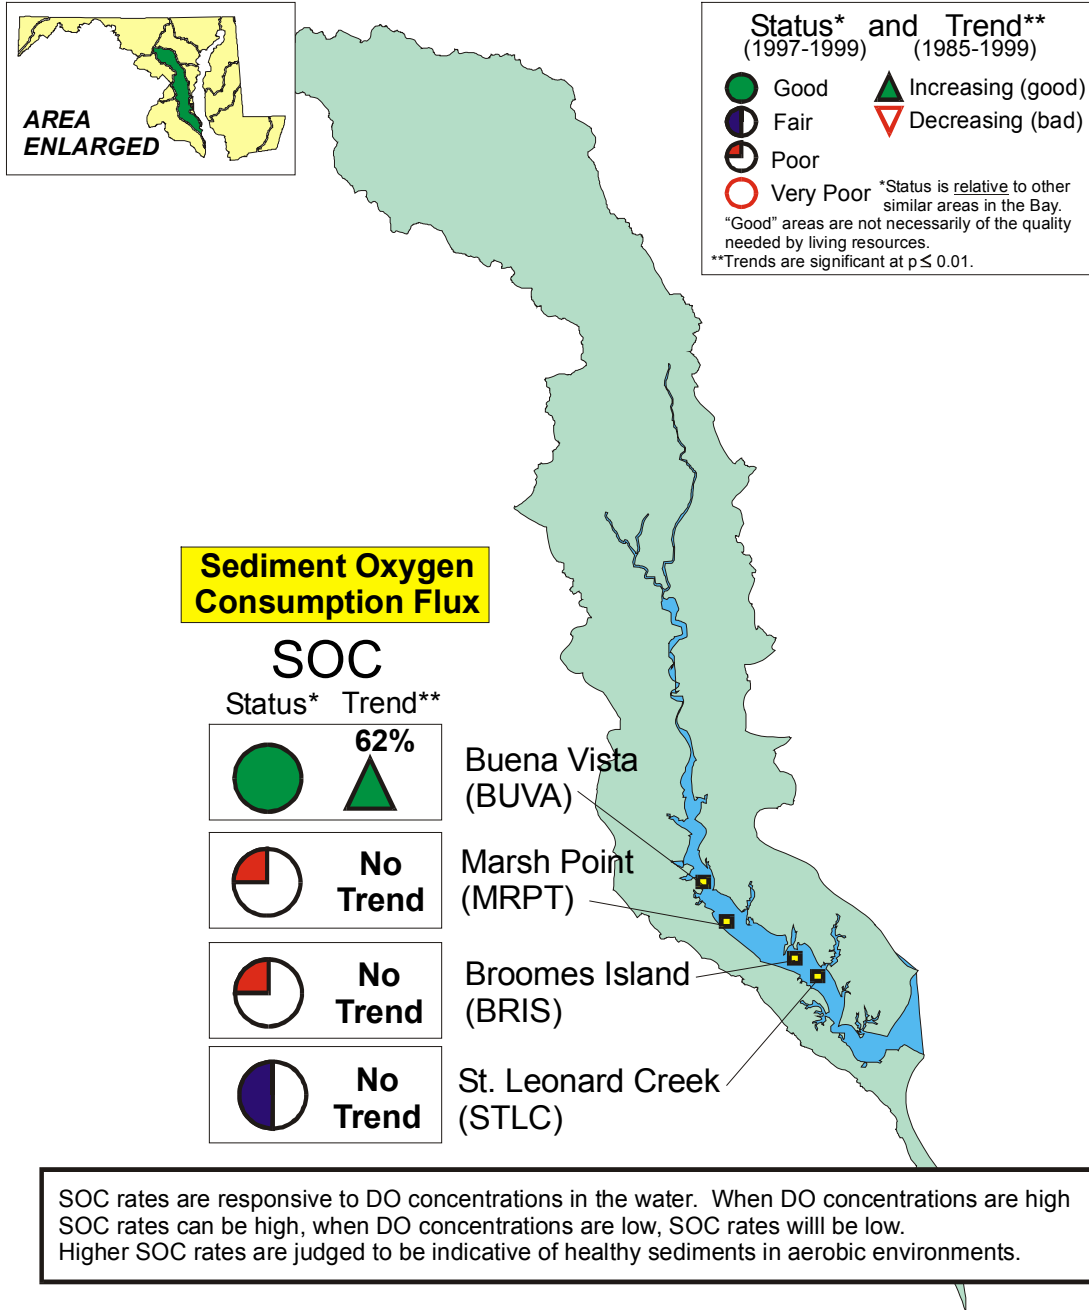 AREA
ENLARGED
Status* and Trend**
(1997-1999) (1985-1999)
Good
Fair
Poor
Very Poor
Increasing (good)
Decreasing (bad)
*Status is relative to other
similar areas in the Bay.
“Good” areas are not necessarily of the quality
needed by living resources.
**Trends are significant at p ≤ 0.01.
Sediment Oxygen
Consumption Flux
SOC
Status* Trend**
62%
Buena Vista
(BUVA)
No
Trend
Marsh Point
(MRPT)
No
Trend
Broomes Island
(BRIS)
No
Trend
St. Leonard Creek
(STLC)
SOC rates are responsive to DO concentrations in the water. When DO concentrations are high
SOC rates can be high, when DO concentrations are low, SOC rates willl be low.
Higher SOC rates are judged to be indicative of healthy sediments in aerobic environments.